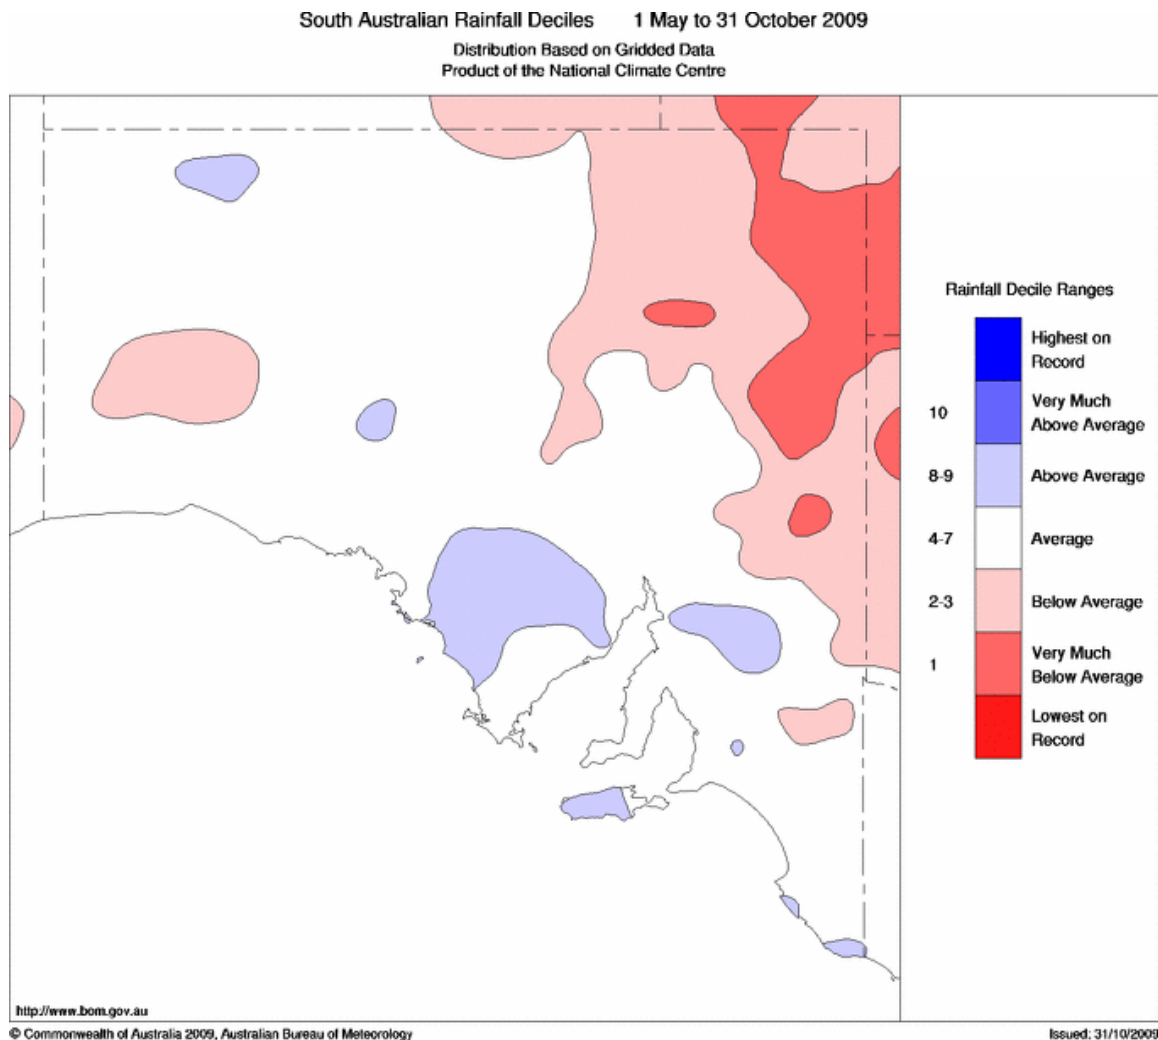 South Australian Rainfall Deciles 1 May to 31 October 2009
Distribution Based on Gridded Data
Product of the National Climate Centre
Rainfall Decile Ranges
Highest on
Record
10
Very Much
Above Average
8-9
Above Average
4-7
Average
2-3
Below Average
1
Very Much
Below Average
Lowest on
Record
http://www.bom.gov.au
© Commonwealth of Australia 2009, Australian Bureau of Meteorology
Issued: 31/10/2009